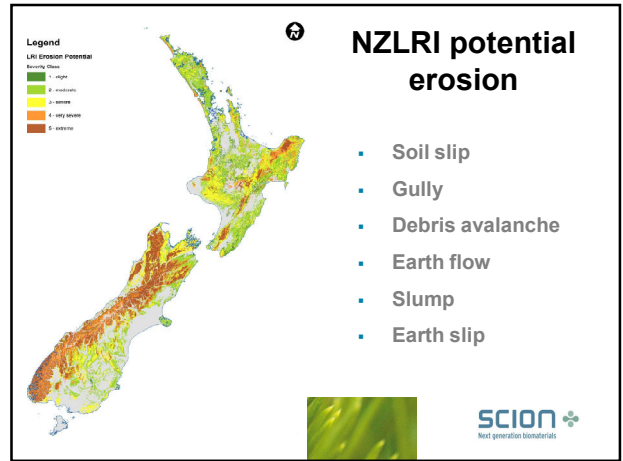 NZLRI potential
erosion
Legend
LRI Erosion Potential
Severity Class
1 - slight
2 - moderate
3 - severe
4 - very severe
5 - extreme
N
▪ Soil slip
▪ Gully
▪ Debris avalanche
▪ Earth flow
▪ Slump
▪ Earth slip
SCION
Next generation biomaterials